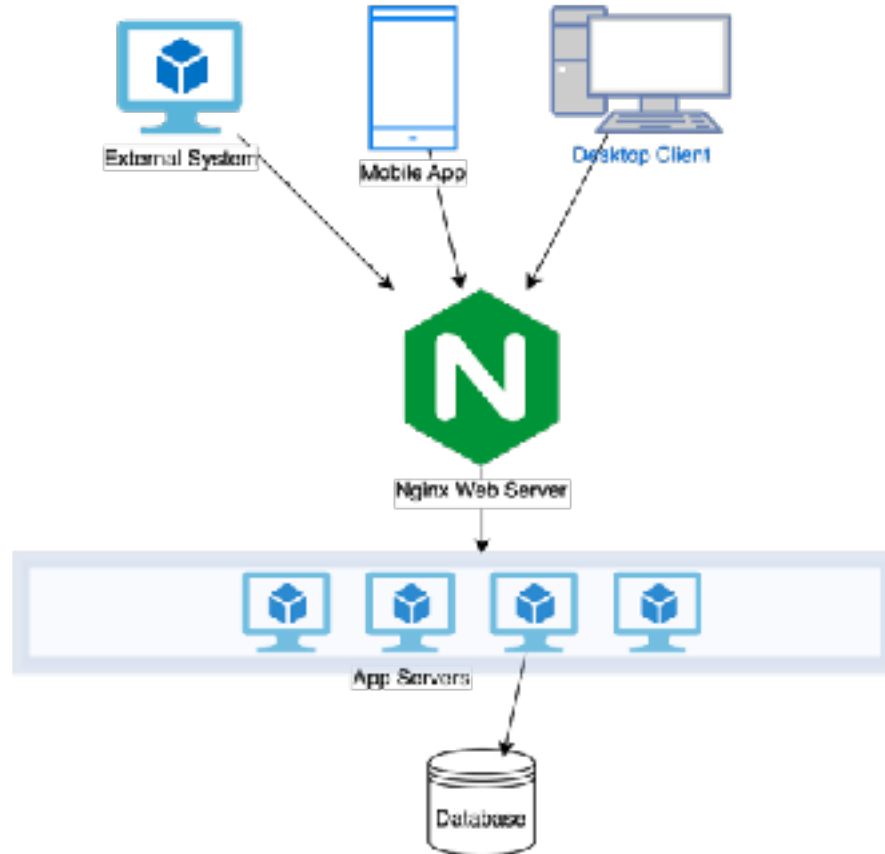 External System
Mobile App
Desktop Client
N
Nginx Web Server
App Servers
Database